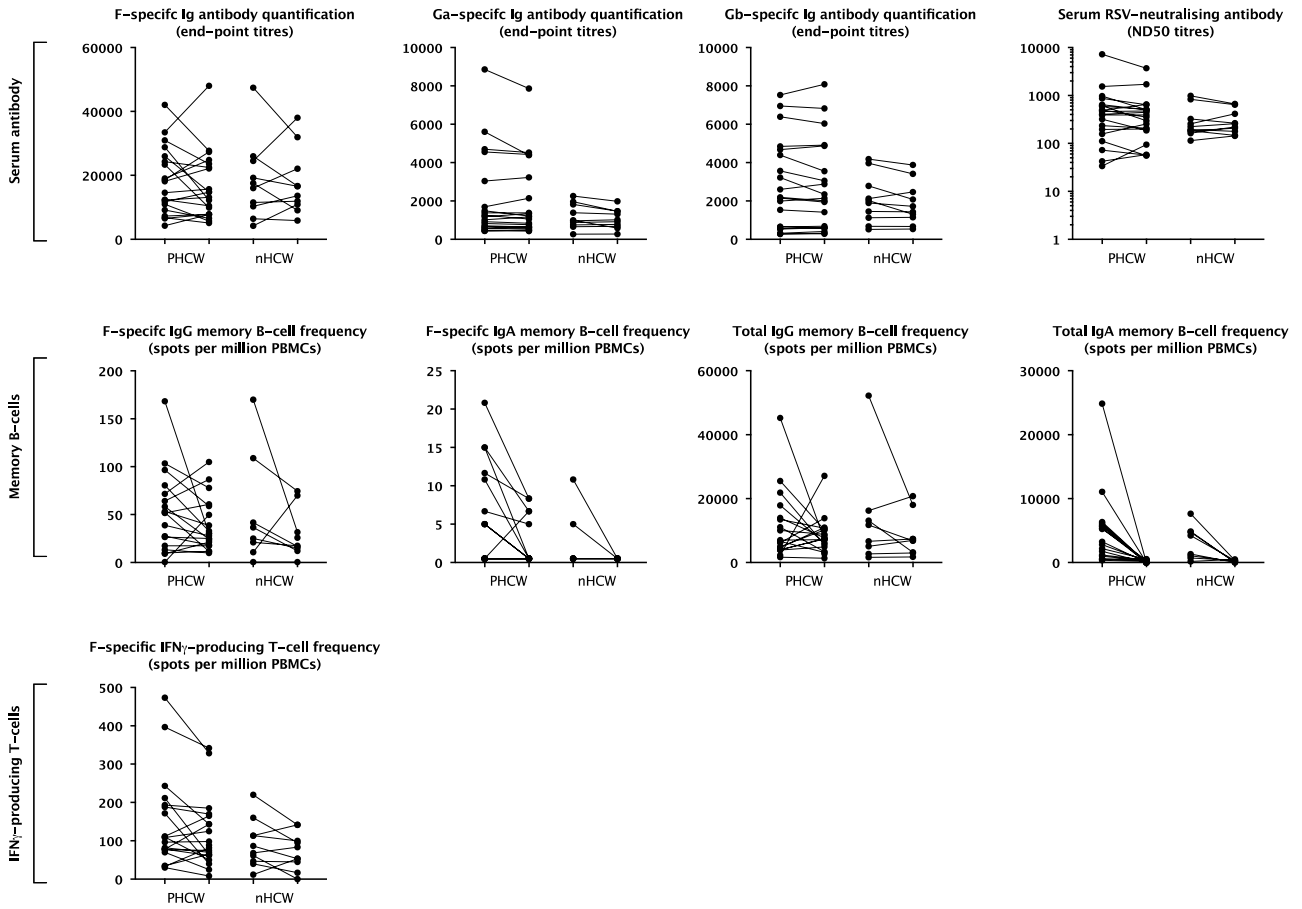 F-specifc Ig antibody quantification
(end-point titres)
Ga-specifc Ig antibody quantification
(end-point titres)
Gb-specifc Ig antibody quantification
(end-point titres)
Serum RSV-neutralising antibody
(ND50 titres)
Serum antibody
60000
40000
20000
0
PHCW
nHCW
10000
8000
6000
4000
2000
0
PHCW
nHCW
10000
8000
6000
4000
2000
0
PHCW
nHCW
10000
1000
100
10
1
PHCW
nHCW
F-specifc IgG memory B-cell frequency
(spots per million PBMCs)
F-specifc IgA memory B-cell frequency
(spots per million PBMCs)
Total IgG memory B-cell frequency
(spots per million PBMCs)
Total IgA memory B-cell frequency
(spots per million PBMCs)
Memory B-cells
200
150
100
50
0
PHCW
nHCW
25
20
15
10
5
0
PHCW
nHCW
60000
40000
20000
0
PHCW
nHCW
30000
20000
10000
0
PHCW
nHCW
F-specific IFNγ-producing T-cell frequency
(spots per million PBMCs)
IFNγ-producing T-cells
500
400
300
200
100
0
PHCW
nHCW